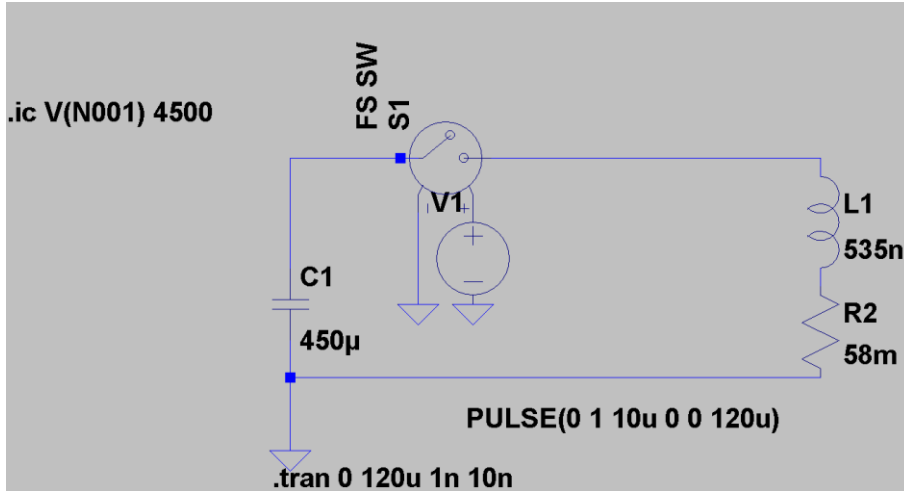 FS SW
S1
.ic V(N001) 4500
V1
- +
+
-
L1
535n
C1
450µ
R2
58m
PULSE(0 1 10u 0 0 120u)
.tran 0 120u 1n 10n